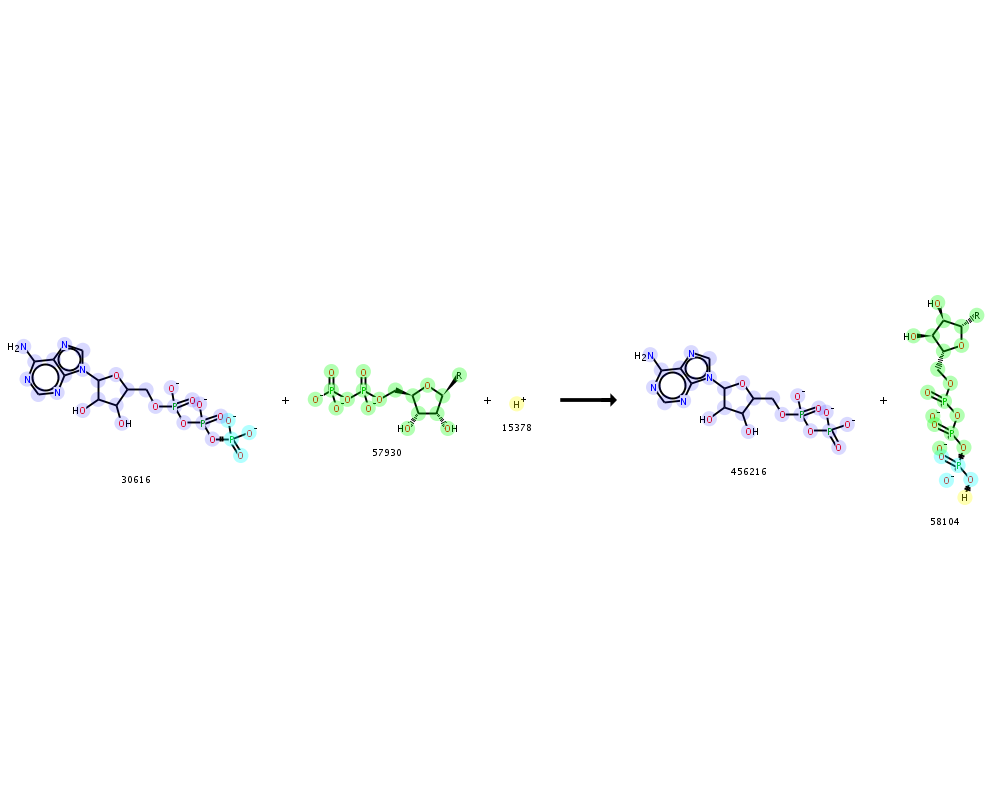 H₂N N N N N O HO OH O P O⁻ O O P O⁻ O O P O⁻ O⁻ O
30616
+
O⁻ P O O⁻ O P O O⁻ O R HO OH
57930
+
H⁺
15378
H₂N N N N N O HO OH O P O⁻ O O P O⁻ O⁻ O
456216
+
HO HO R O O P O O⁻ O P O O⁻ O P O O⁻ O H
58104